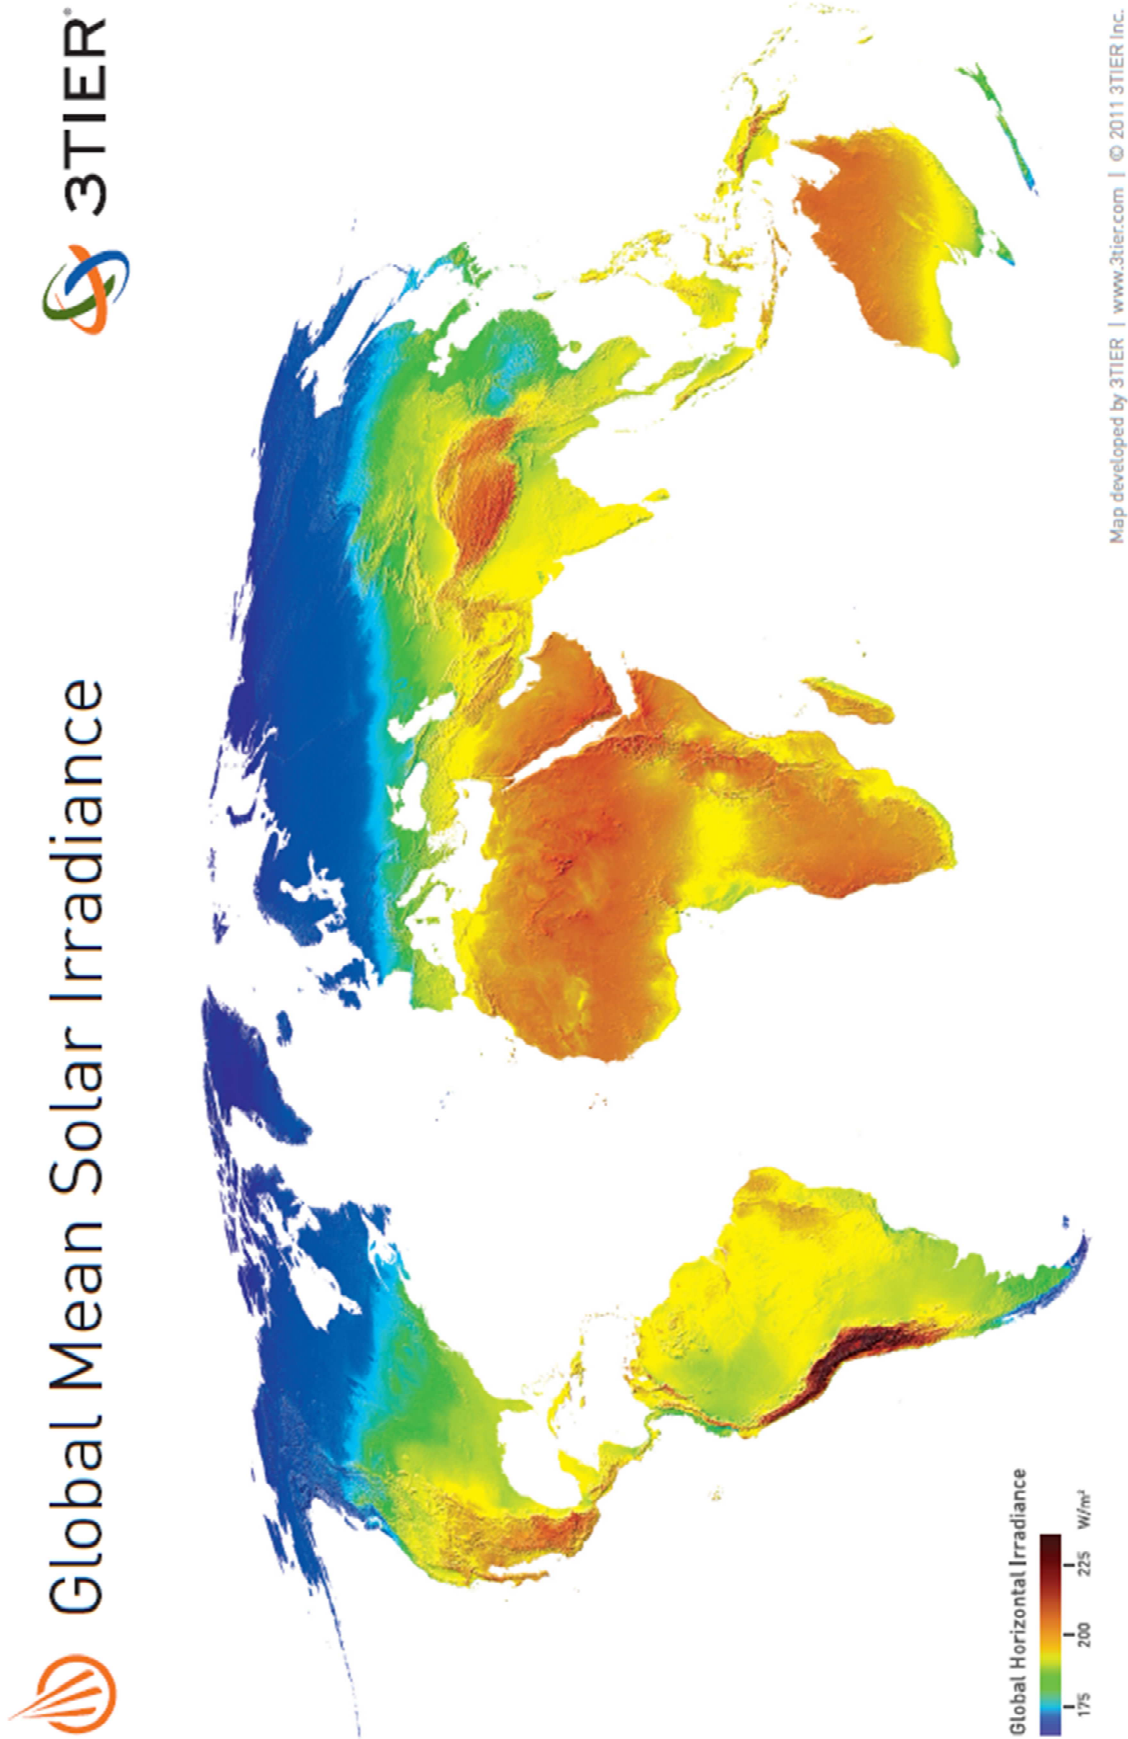 Global Mean Solar Irradiance
3TIER®
Global Horizontal Irradiance
175 200 225 W/m²
Map developed by 3TIER | www.3tier.com | © 2011 3TIER Inc.